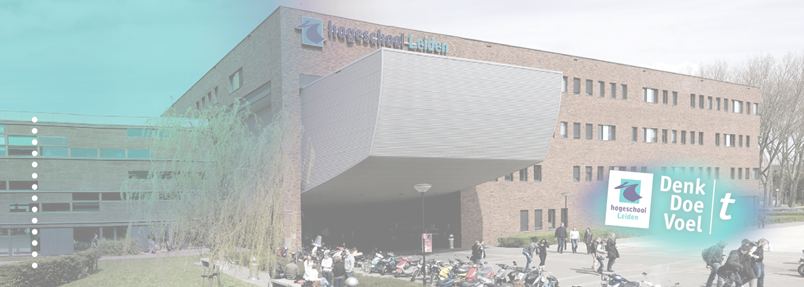 hogeschool Leiden
hogeschool
Leiden
Denk
Doe
Voel
t